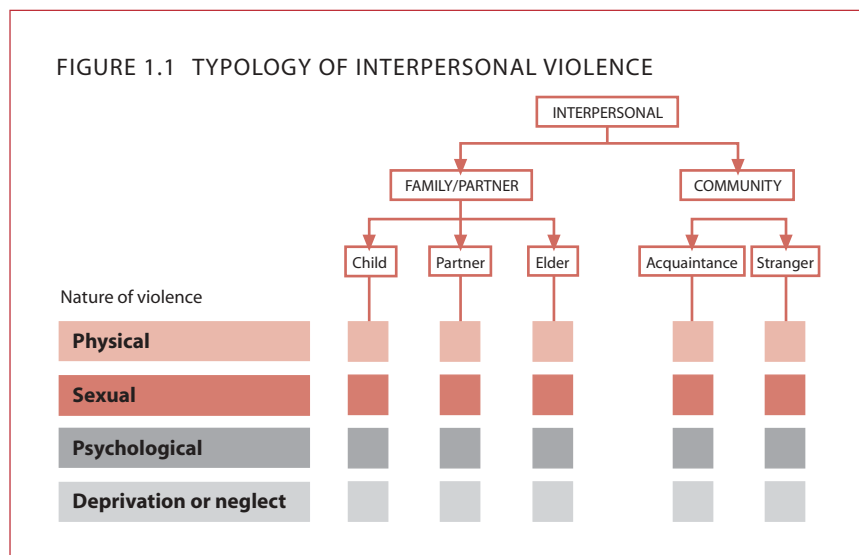 FIGURE 1.1 TYPOLOGY OF INTERPERSONAL VIOLENCE
INTERPERSONAL
FAMILY/PARTNER
COMMUNITY
Child
Partner
Elder
Acquaintance
Stranger
Nature of violence
Physical
Sexual
Psychological
Deprivation or neglect